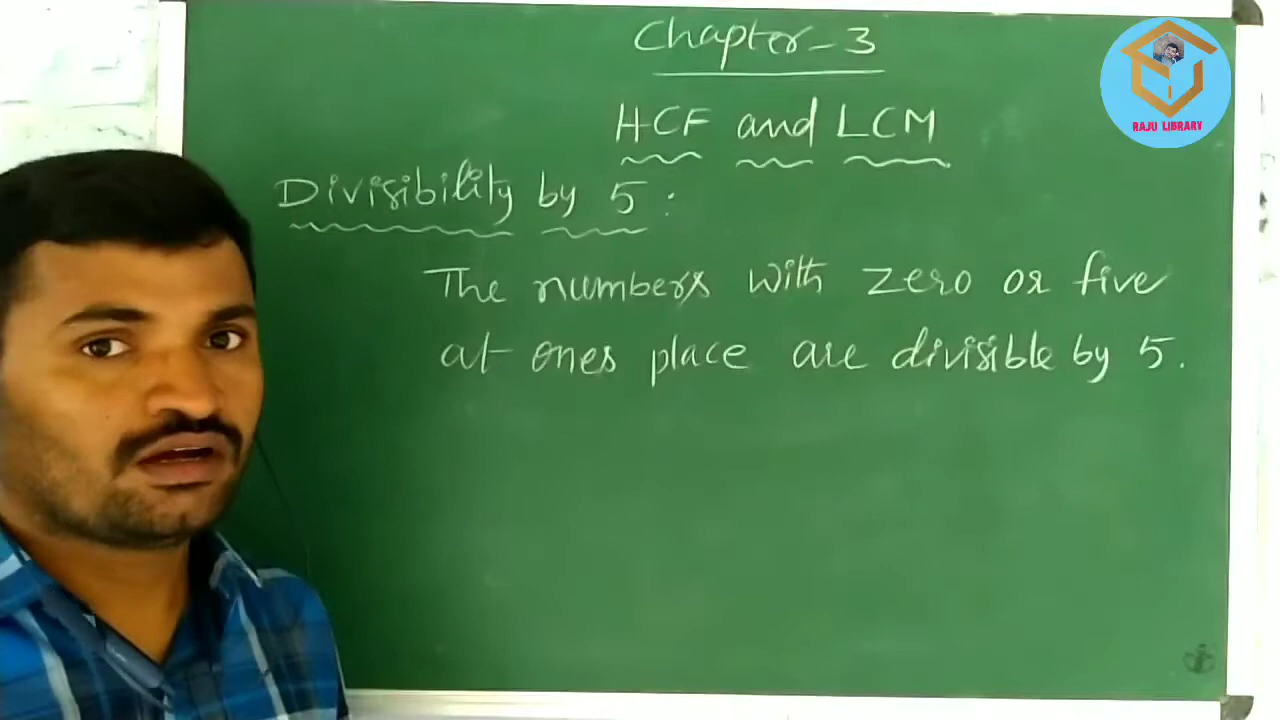 Chapter-3
HCF and LCM
Divisibility by 5:
The numbers with zero or five
at ones place are divisible by 5.
RAJU LIBRARY